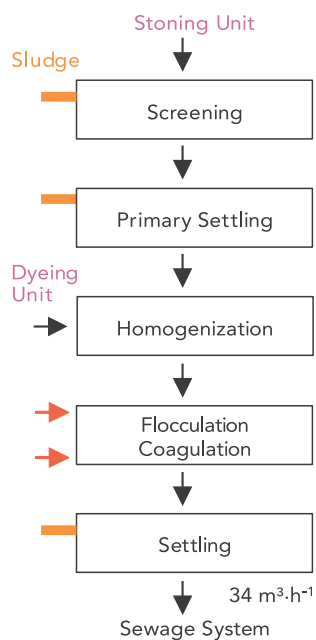 Stoning Unit
Sludge
Screening
Primary Settling
Dyeing
Unit
Homogenization
Flocculation
Coagulation
Settling
34 m³·h⁻¹
Sewage System